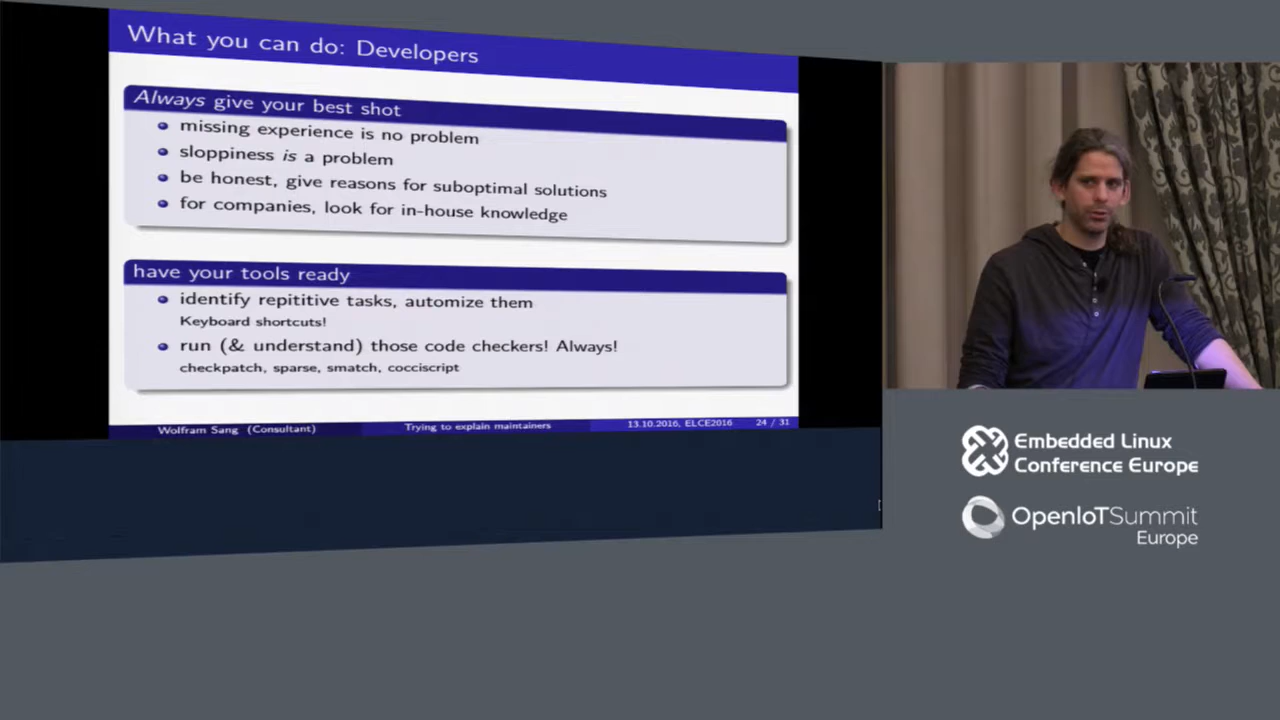 What you can do: Developers
Always give your best shot
missing experience is no problem
sloppiness is a problem
be honest, give reasons for suboptimal solutions
for companies, look for in-house knowledge
have your tools ready
identify repititive tasks, automize them
Keyboard shortcuts!
run (& understand) those code checkers! Always!
checkpatch, sparse, smatch, cocciscript
Wolfram Sang (Consultant)
Trying to explain maintainers
13.10.2016, ELCE2016
24 / 31
Embedded Linux
Conference Europe
OpenIoTSummit
Europe